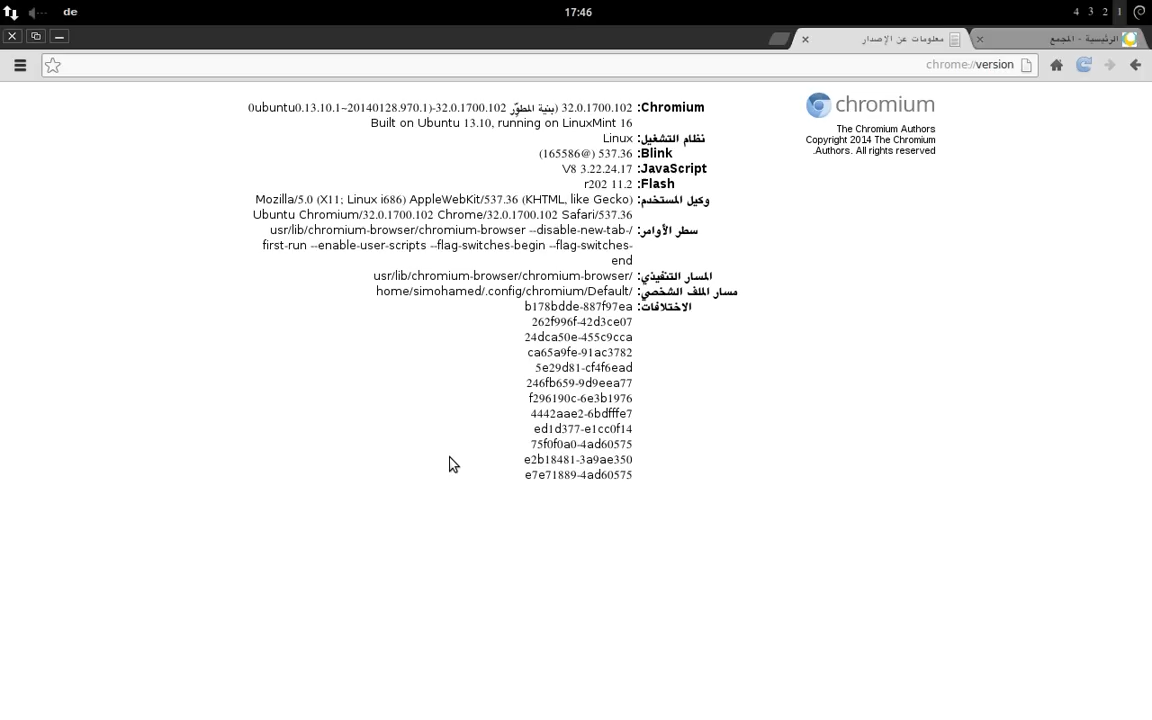 de
17:46
4 3 2 1
الرئيسية - المجمع
معلومات عن الإصدار
chrome://version
chromium
The Chromium Authors
Copyright 2014 The Chromium
.Authors. All rights reserved
Chromium: 32.0.1700.102 (بنية المطوِّر 32.0.1700.102-0ubuntu0.13.10.1~20140128.970.1)
Built on Ubuntu 13.10, running on LinuxMint 16
نظام التشغيل: Linux
Blink: 537.36 (@165586)
JavaScript: V8 3.22.24.17
Flash: 11.2 r202
وكيل المستخدم: Mozilla/5.0 (X11; Linux i686) AppleWebKit/537.36 (KHTML, like Gecko)
Ubuntu Chromium/32.0.1700.102 Chrome/32.0.1700.102 Safari/537.36
سطر الأوامر: usr/lib/chromium-browser/chromium-browser --disable-new-tab-/
first-run --enable-user-scripts --flag-switches-begin --flag-switches-
end
المسار التنفيذي: usr/lib/chromium-browser/chromium-browser/
مسار الملف الشخصي: home/simohamed/.config/chromium/Default/
الاختلافات: b178bdde-887f97ea
262f996f-42d3ce07
24dca50e-455c9cca
ca65a9fe-91ac3782
5e29d81-cf4f6ead
246fb659-9d9eea77
f296190c-6e3b1976
4442aae2-6bdfffe7
ed1d377-e1cc0f14
75f0f0a0-4ad60575
e2b18481-3a9ae350
e7e71889-4ad60575